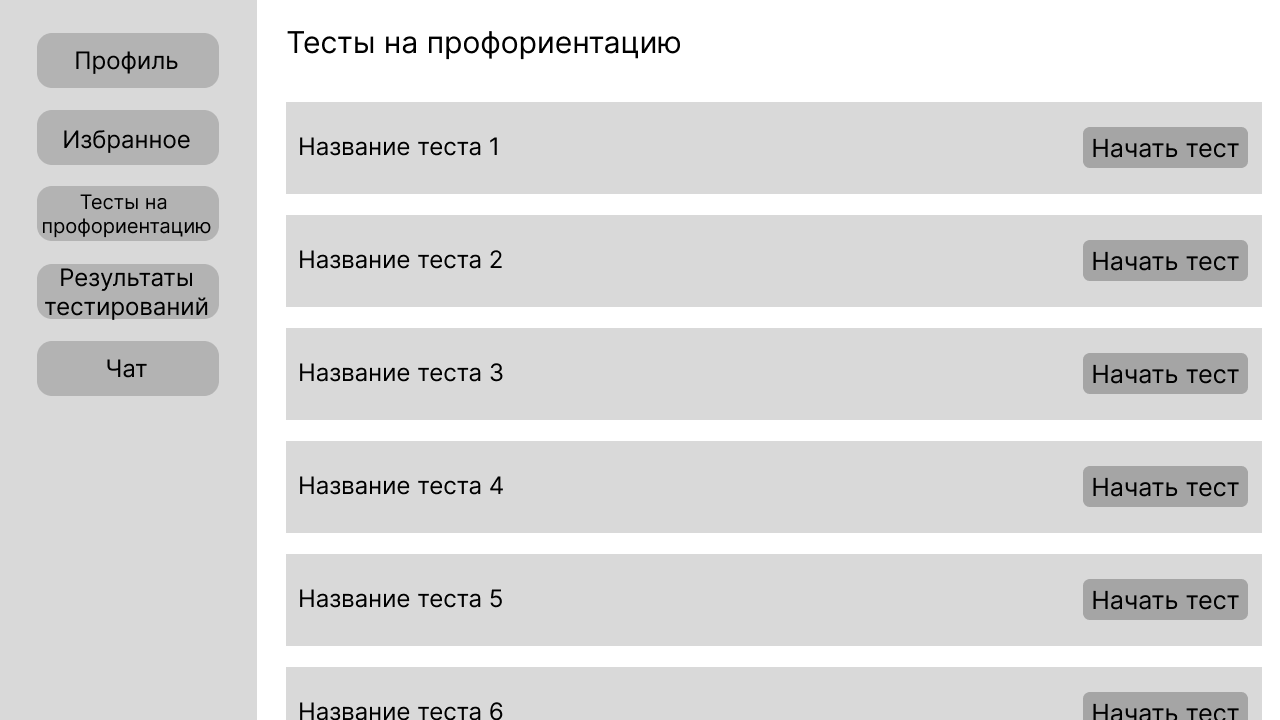 Профиль
Избранное
Тесты на
профориентацию
Результаты
тестирований
Чат
Тесты на профориентацию
Название теста 1
Начать тест
Название теста 2
Начать тест
Название теста 3
Начать тест
Название теста 4
Начать тест
Название теста 5
Начать тест
Название теста 6
Начать тест